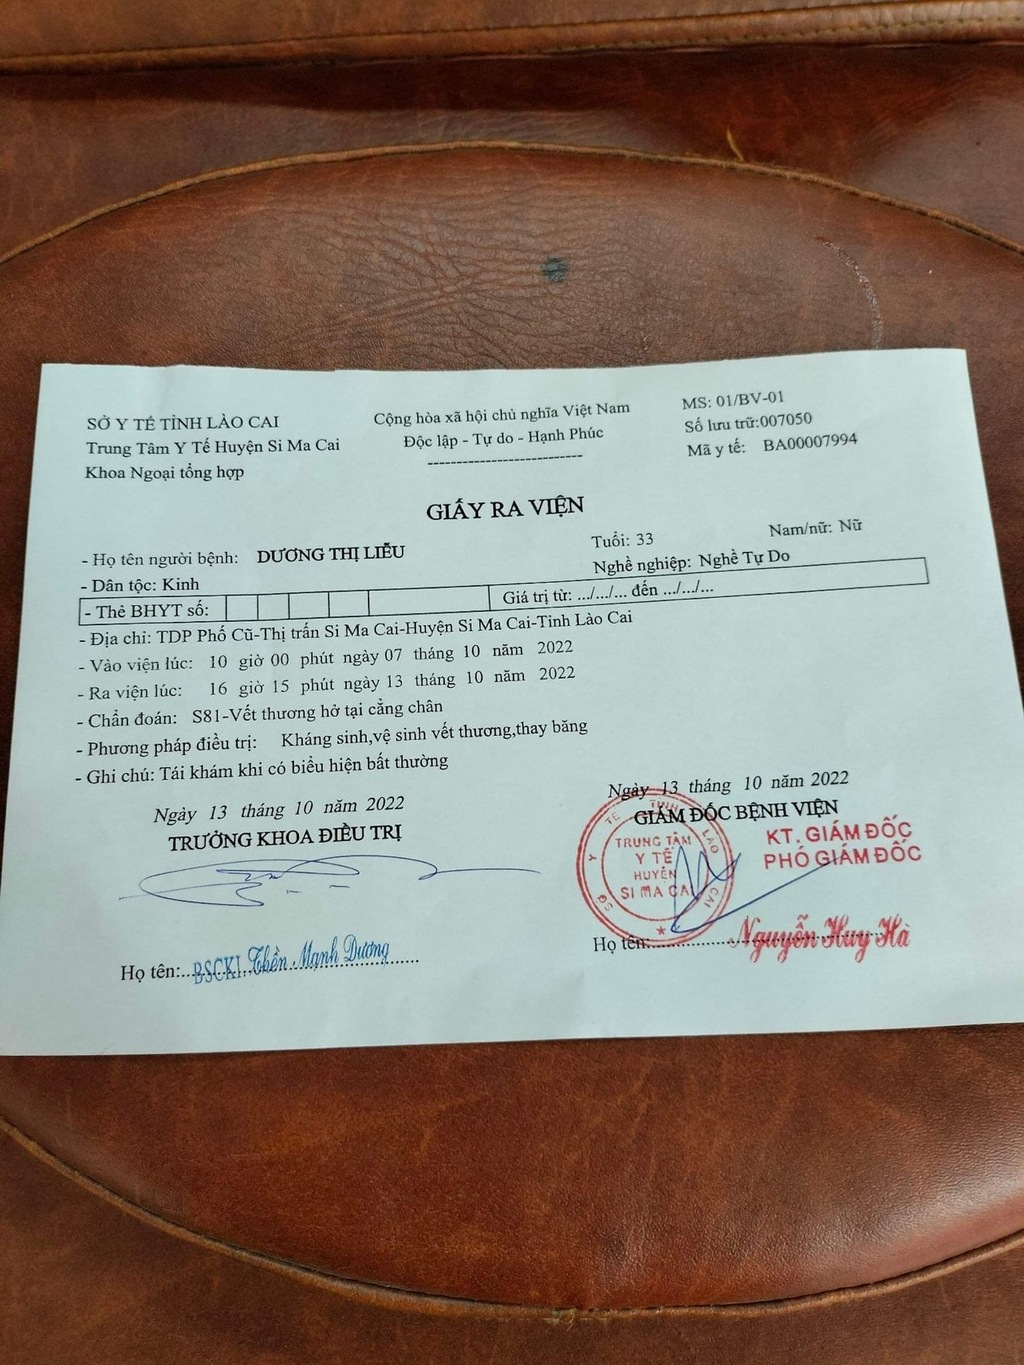 SỞ Y TẾ TỈNH LÀO CAI
Trung Tâm Y Tế Huyện Si Ma Cai
Khoa Ngoại tổng hợp
Cộng hòa xã hội chủ nghĩa Việt Nam
Độc lập - Tự do - Hạnh Phúc
MS: 01/BV-01
Số lưu trữ:007050
Mã y tế: BA00007994
GIẤY RA VIỆN
- Họ tên người bệnh: DƯƠNG THỊ LIỄU Tuổi: 33 Nam/nữ: Nữ
- Dân tộc: Kinh Nghề nghiệp: Nghề Tự Do
- Thẻ BHYT số: Giá trị từ: .../.../... đến .../.../...
- Địa chỉ: TDP Phố Cũ-Thị trấn Si Ma Cai-Huyện Si Ma Cai-Tỉnh Lào Cai
- Vào viện lúc: 10 giờ 00 phút ngày 07 tháng 10 năm 2022
- Ra viện lúc: 16 giờ 15 phút ngày 13 tháng 10 năm 2022
- Chẩn đoán: S81-Vết thương hở tại cẳng chân
- Phương pháp điều trị: Kháng sinh,vệ sinh vết thương,thay băng
- Ghi chú: Tái khám khi có biểu hiện bất thường
Ngày 13 tháng 10 năm 2022
TRƯỞNG KHOA ĐIỀU TRỊ
Họ tên:
BSCKI. Thền Mạnh Dương
Ngày 13 tháng 10 năm 2022
GIÁM ĐỐC BỆNH VIỆN
KT. GIÁM ĐỐC
PHÓ GIÁM ĐỐC
SỞ Y TẾ TỈNH LÀO CAI
TRUNG TÂM
Y TẾ
HUYỆN
SI MA CAI
Họ tên:
Nguyễn Huy Hà